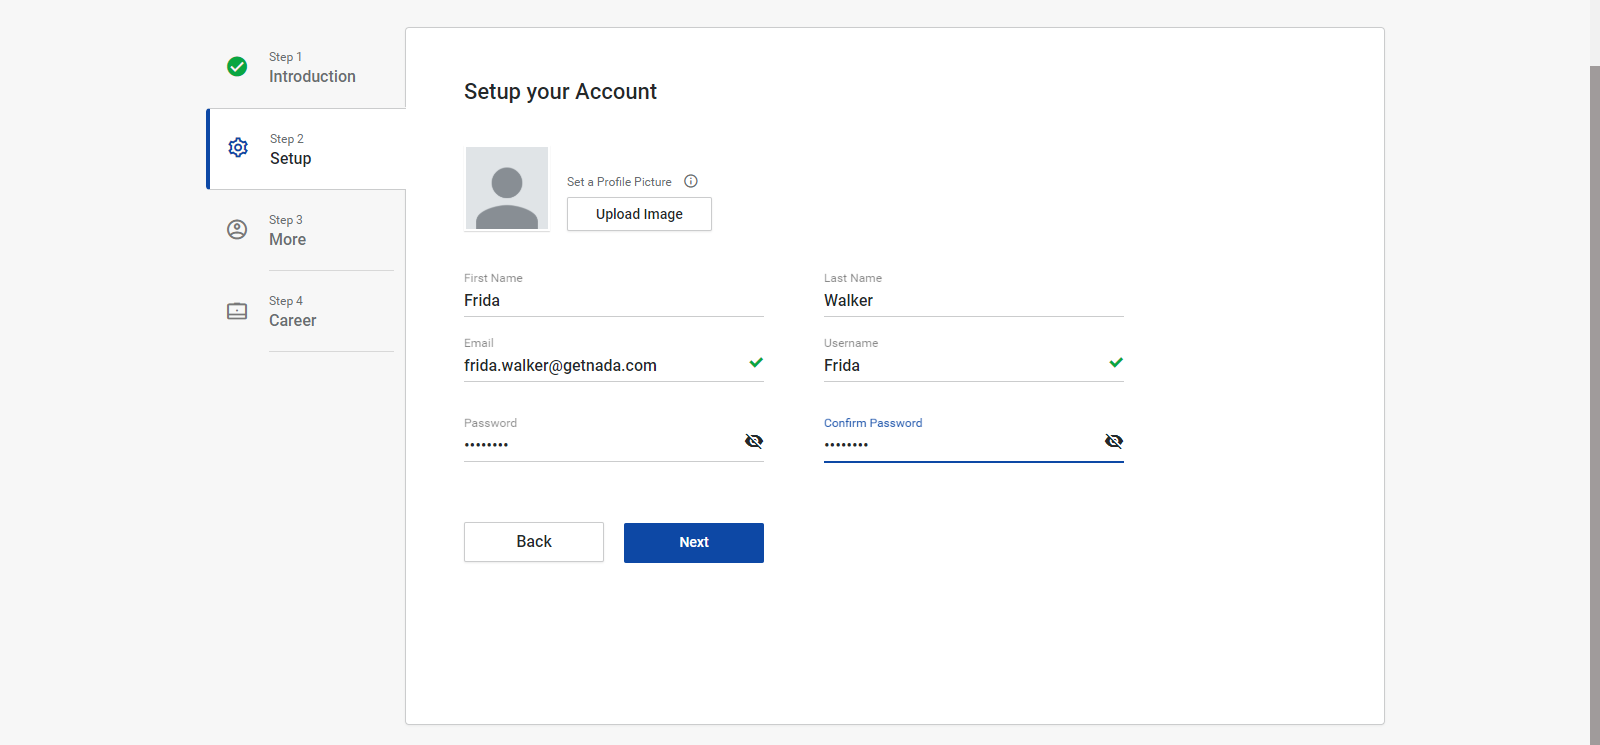 Step 1
Introduction
Step 2
Setup
Step 3
More
Step 4
Career
Setup your Account
Set a Profile Picture
Upload Image
First Name
Frida
Last Name
Walker
Email
frida.walker@getnada.com
Username
Frida
Password
••••••••
Confirm Password
••••••••
Back
Next